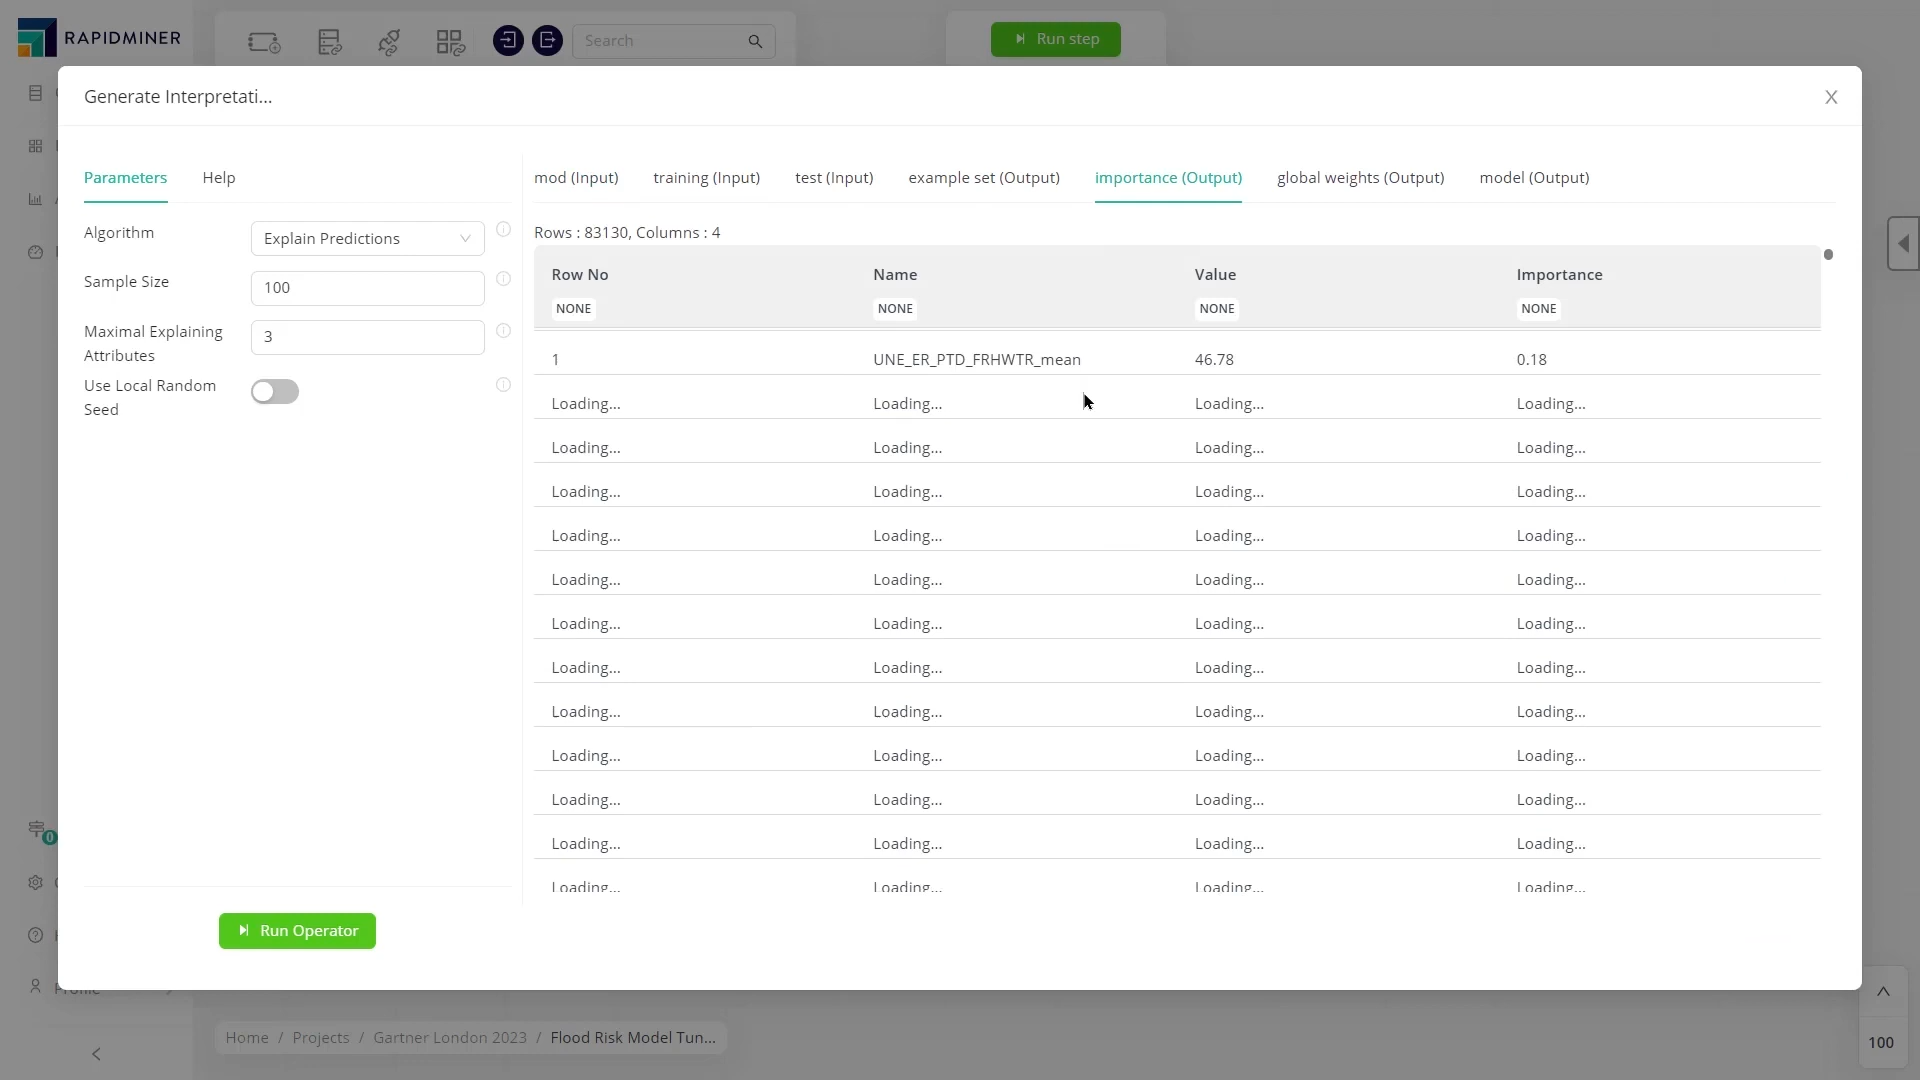 RAPIDMINER
Search
Run step
Generate Interpretati...
X
Parameters
Help
mod (Input)
training (Input)
test (Input)
example set (Output)
importance (Output)
global weights (Output)
model (Output)
Algorithm
Explain Predictions
Sample Size
100
Maximal Explaining
Attributes
3
Use Local Random
Seed
Rows : 83130, Columns : 4
Row No Name Value Importance
NONE NONE NONE NONE
1 UNE_ER_PTD_FRHWTR_mean 46.78 0.18
Loading... Loading... Loading... Loading...
Loading... Loading... Loading... Loading...
Loading... Loading... Loading... Loading...
Loading... Loading... Loading... Loading...
Loading... Loading... Loading... Loading...
Loading... Loading... Loading... Loading...
Loading... Loading... Loading... Loading...
Loading... Loading... Loading... Loading...
Loading... Loading... Loading... Loading...
Loading... Loading... Loading... Loading...
Loading... Loading... Loading... Loading...
Loading... Loading... Loading... Loading...
0
Run Operator
Profile
Home / Projects / Gartner London 2023 / Flood Risk Model Tun...
100